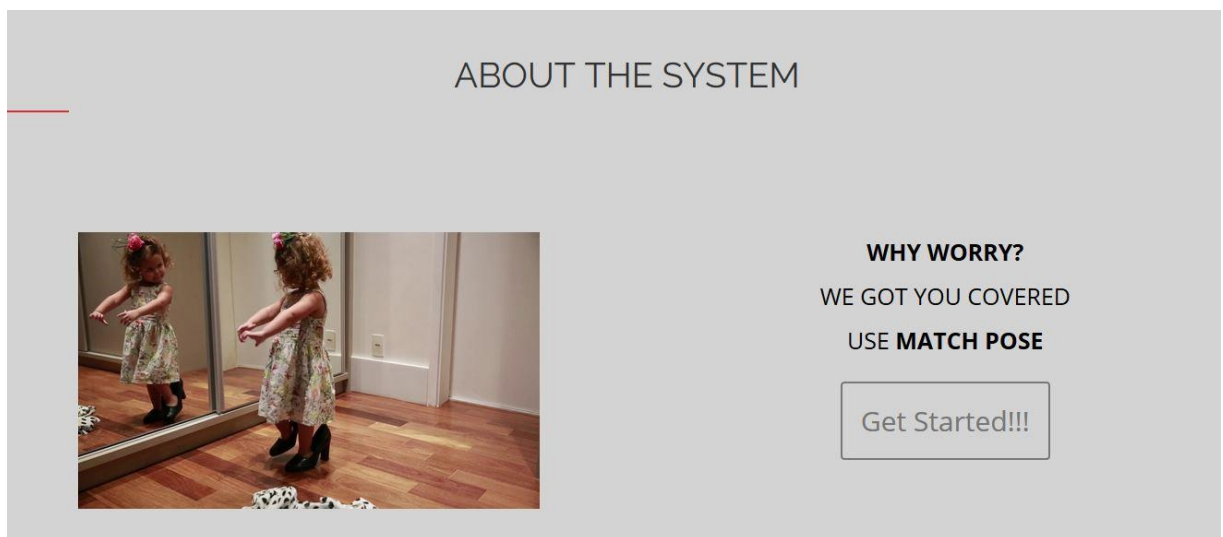 ABOUT THE SYSTEM
WHY WORRY?
WE GOT YOU COVERED
USE MATCH POSE
Get Started!!!